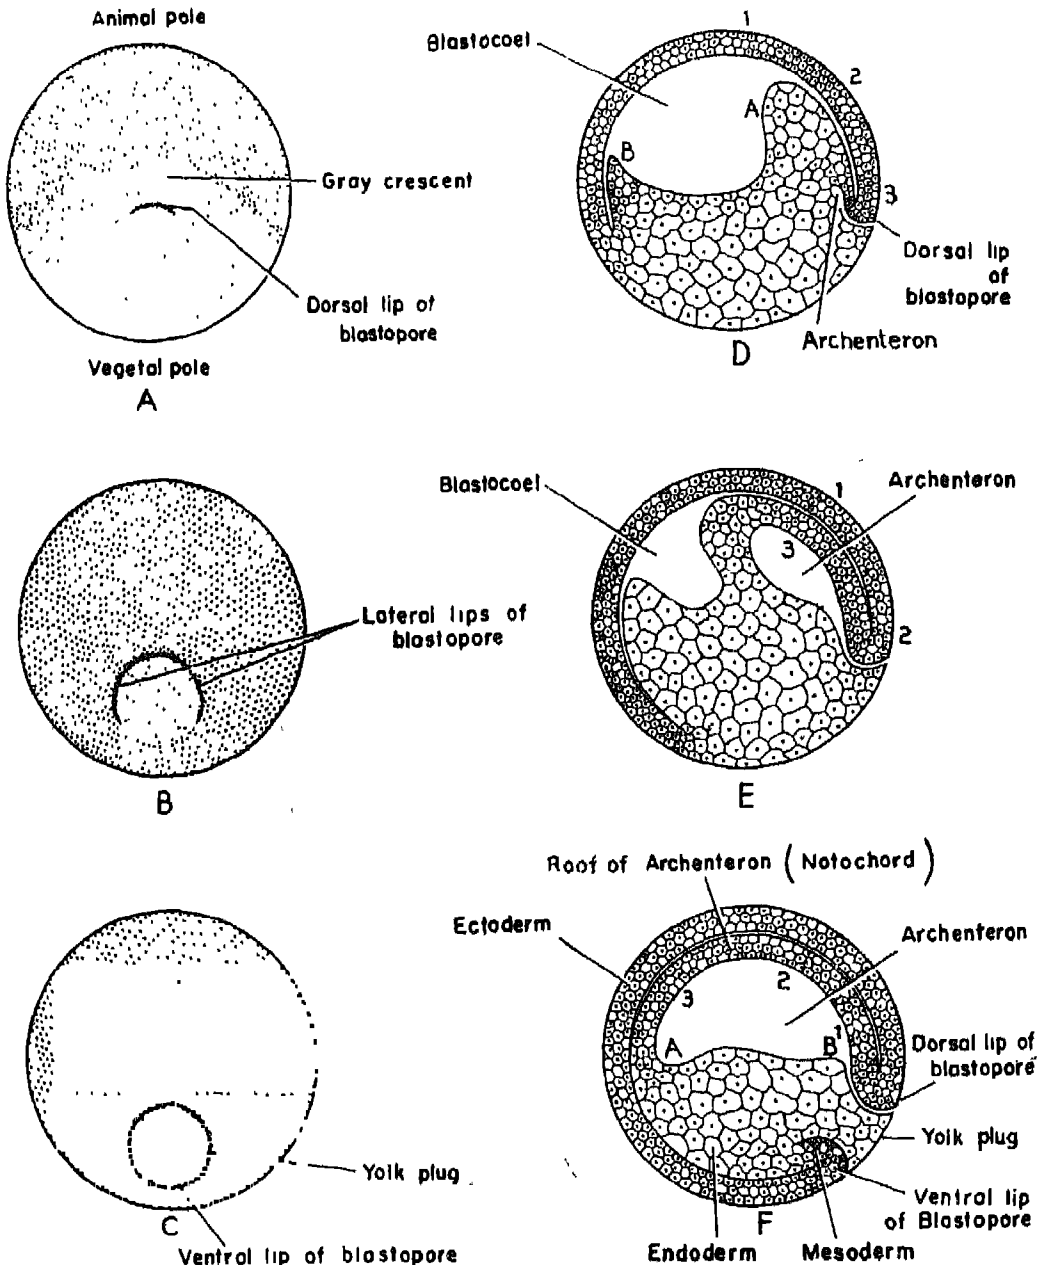 Animal pole
Gray crescent
Dorsal lip of
blastopore
Vegetal pole
A
Blastocoel
1
2
A
B
3
Dorsal lip
of
blastopore
Archenteron
D
Lateral lips of
blastopore
B
Blastocoel
Archenteron
1
3
2
E
Yolk plug
C
Ventral lip of blastopore
Roof of Archenteron (Notochord)
Ectoderm
Archenteron
2
3
A
B1
Dorsal lip of
blastopore
Yolk plug
Ventral lip
of Blastopore
F
Endoderm
Mesoderm